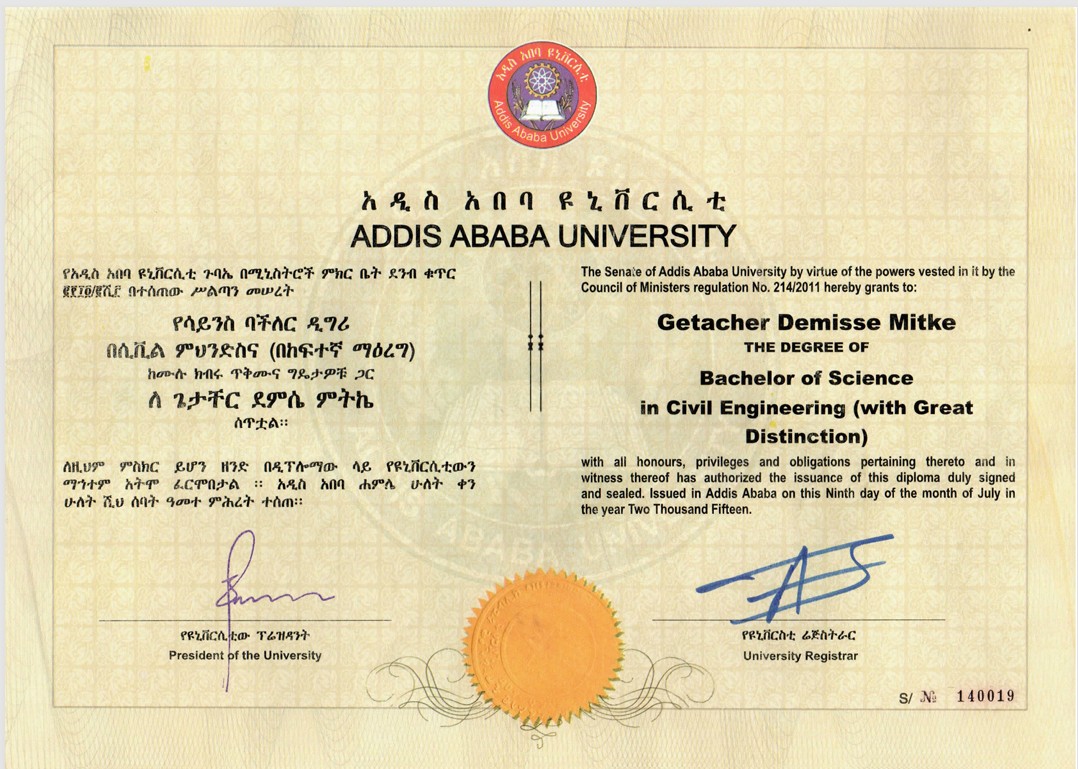 አዲስ አበባ ዩኒቨርሲቲ
Addis Ababa University
አዲስ አበባ ዩኒቨርሲቲ
ADDIS ABABA UNIVERSITY
የአዲስ አበባ ዩኒቨርሲቲ ጉባኤ በሚኒስትሮች ምክር ቤት ደንብ ቁጥር
በተሰጠው ሥልጣን መሠረት
የሳይንስ ባችለር ዲግሪ
በሲቪል ምህንድስና (በከፍተኛ ማዕረግ)
ከሙሉ ክብሩ ጥቅሙና ግዴታዎቹ ጋር
ለ ጌታቸር ደምሴ ምትኬ
ሰጥቷል።
ለዚህም ምስክር ይሆን ዘንድ በዲፕሎማው ላይ የዩኒቨርሲቲውን
ማኅተም አትሞ ፈርሞበታል ። አዲስ አበባ ሐምሌ ሁለት ቀን
ሁለት ሺህ ሰባት ዓመተ ምሕረት ተሰጠ።
The Senate of Addis Ababa University by virtue of the powers vested in it by the
Council of Ministers regulation No. 214/2011 hereby grants to:
Getacher Demisse Mitke
THE DEGREE OF
Bachelor of Science
in Civil Engineering (with Great
Distinction)
with all honours, privileges and obligations pertaining thereto and in
witness thereof has authorized the issuance of this diploma duly signed
and sealed. Issued in Addis Ababa on this Ninth day of the month of July in
the year Two Thousand Fifteen.
የዩኒቨርሲቲው ፕሬዝዳንት
President of the University
የዩኒቨርስቲ ሬጅስትራር
University Registrar
S/ № 140019